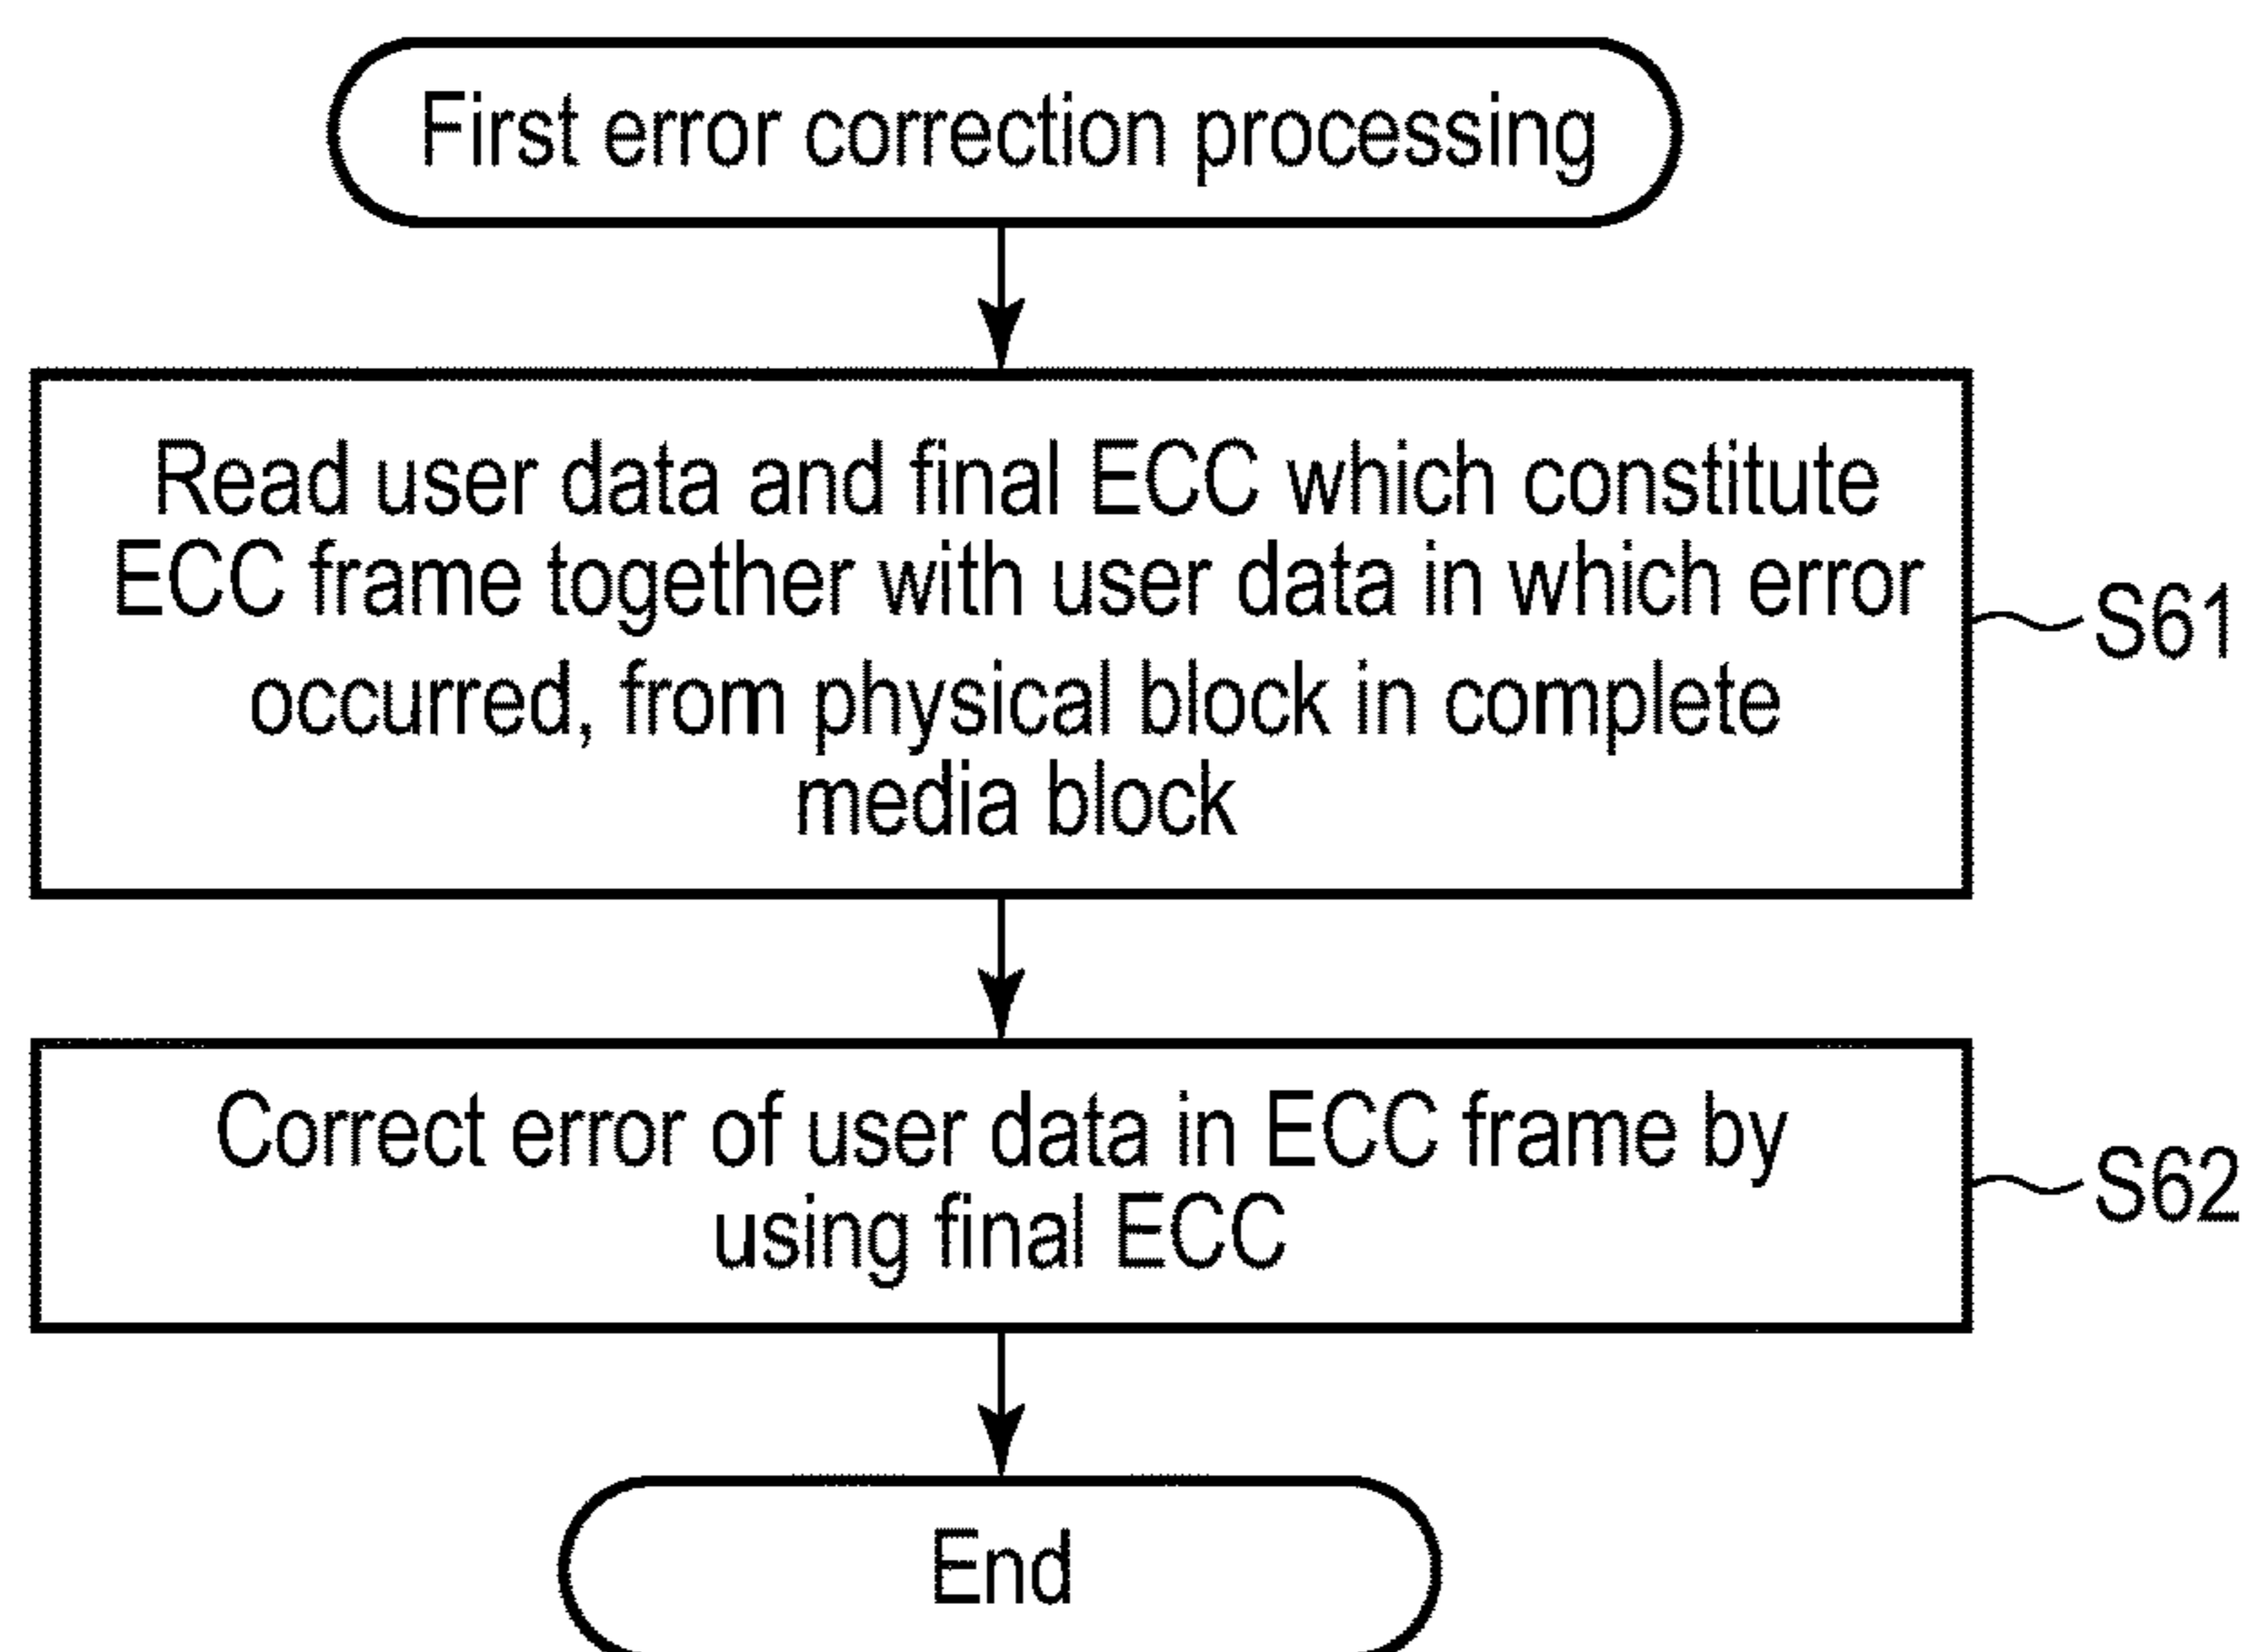 First error correction processing
Read user data and final ECC which constitute
ECC frame together with user data in which error
occurred, from physical block in complete
media block
S61
Correct error of user data in ECC frame by
using final ECC
S62
End